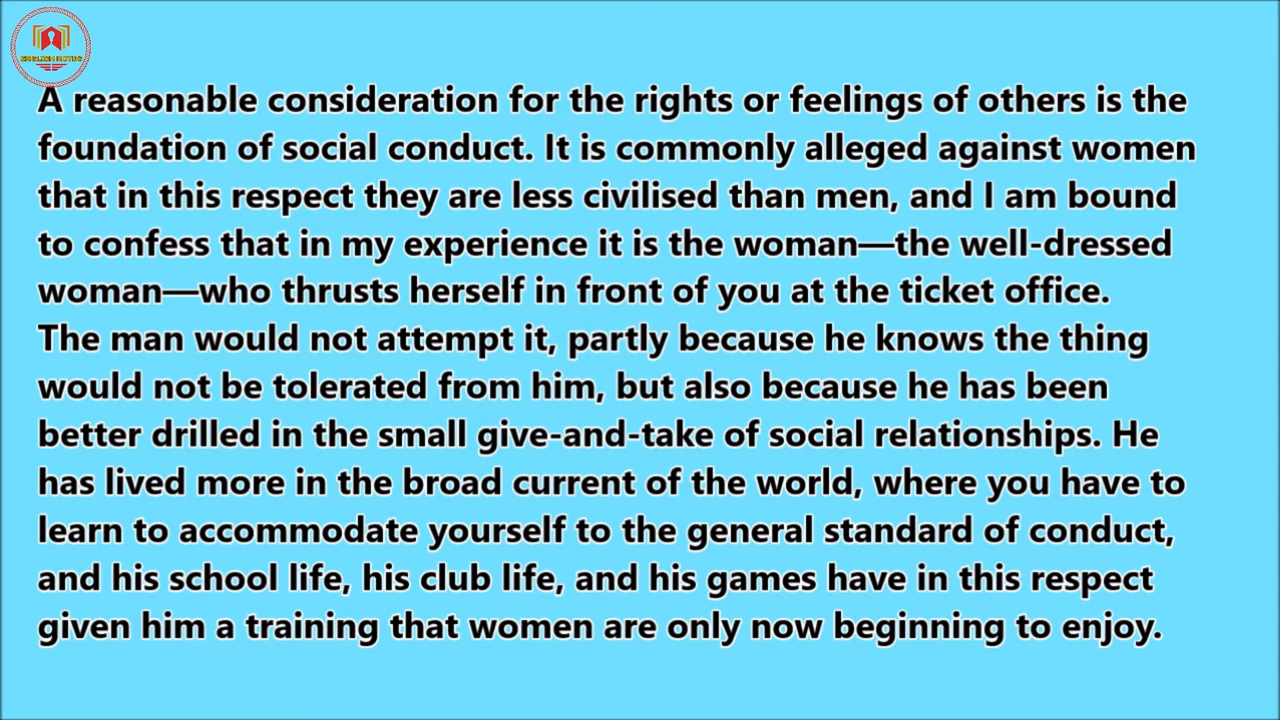 ENGLISH NOTES
A reasonable consideration for the rights or feelings of others is the
foundation of social conduct. It is commonly alleged against women
that in this respect they are less civilised than men, and I am bound
to confess that in my experience it is the woman—the well-dressed
woman—who thrusts herself in front of you at the ticket office.
The man would not attempt it, partly because he knows the thing
would not be tolerated from him, but also because he has been
better drilled in the small give-and-take of social relationships. He
has lived more in the broad current of the world, where you have to
learn to accommodate yourself to the general standard of conduct,
and his school life, his club life, and his games have in this respect
given him a training that women are only now beginning to enjoy.